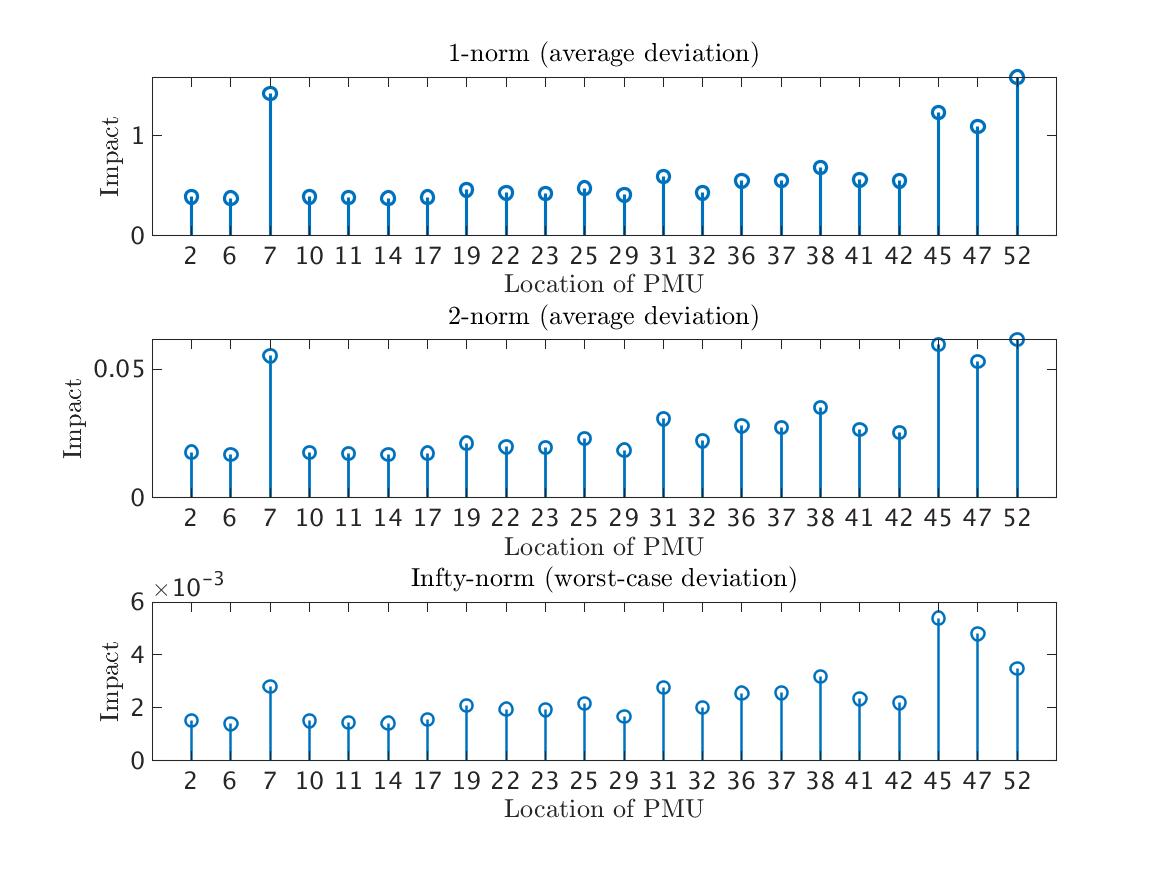 1-norm (average deviation)
Impact
1
0
2 6 7 10 11 14 17 19 22 23 25 29 31 32 36 37 38 41 42 45 47 52
Location of PMU
2-norm (average deviation)
Impact
0.05
0
2 6 7 10 11 14 17 19 22 23 25 29 31 32 36 37 38 41 42 45 47 52
Location of PMU
Infty-norm (worst-case deviation)
×10⁻³
Impact
6
4
2
0
2 6 7 10 11 14 17 19 22 23 25 29 31 32 36 37 38 41 42 45 47 52
Location of PMU